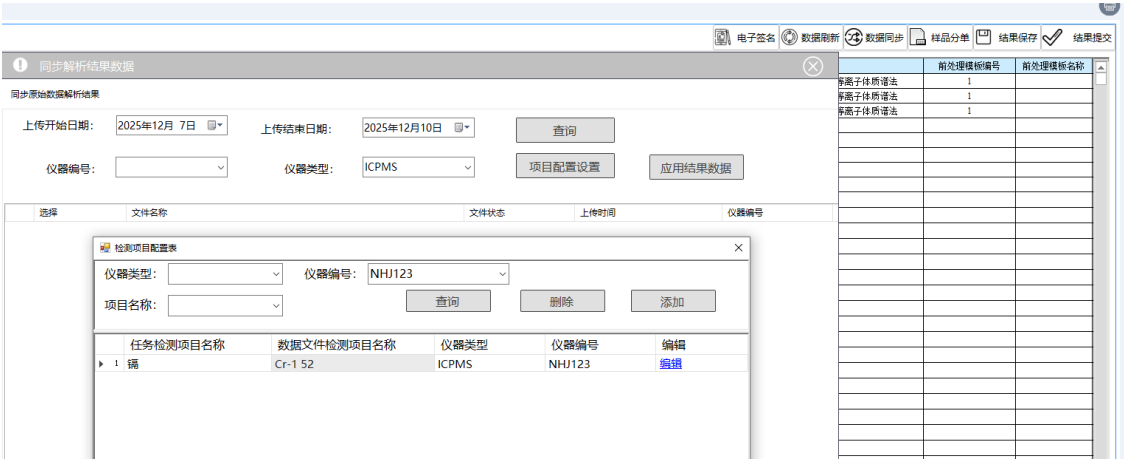 电子签名 数据刷新 数据同步 样品分单 结果保存 结果提交
同步解析结果数据
前处理模板编号 前处理模板名称
等离子体质谱法 1
等离子体质谱法 1
等离子体质谱法 1
同步原始数据解析结果
上传开始日期: 2025年12月 7日 上传结束日期: 2025年12月10日 查询
仪器编号: 仪器类型: ICPMS 项目配置设置 应用结果数据
选择 文件名称 文件状态 上传时间 仪器编号
检测项目配置表
仪器类型: 仪器编号: NHJ123
项目名称: 查询 删除 添加
任务检测项目名称 数据文件检测项目名称 仪器类型 仪器编号 编辑
1 镉 Cr-1 52 ICPMS NHJ123 编辑